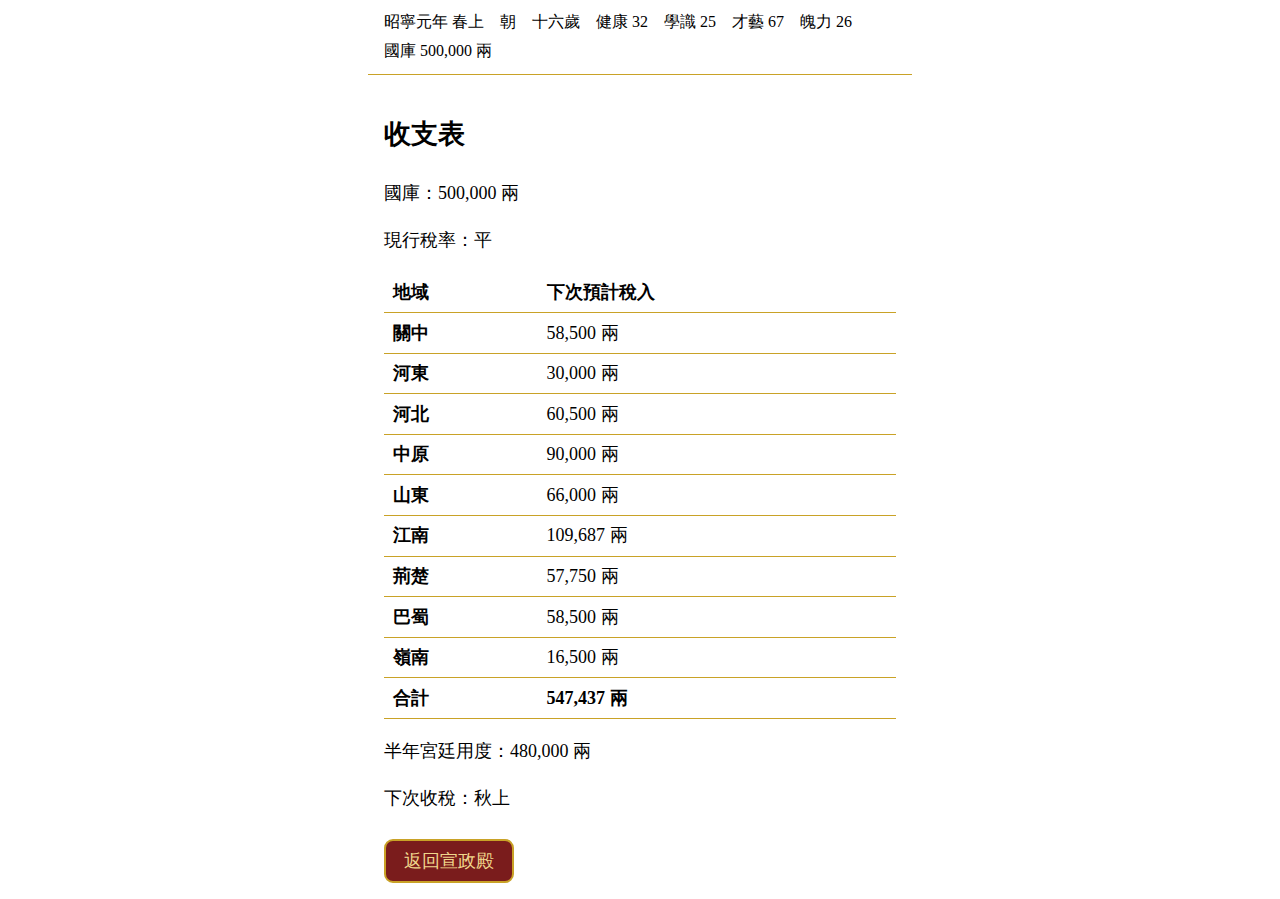 昭寧元年 春上　朝　十六歲　健康 32　學識 25　才藝 67　魄力 26
國庫 500,000 兩
收支表
國庫：500,000 兩
現行稅率：平
地域　下次預計稅入
關中　58,500 兩
河東　30,000 兩
河北　60,500 兩
中原　90,000 兩
山東　66,000 兩
江南　109,687 兩
荊楚　57,750 兩
巴蜀　58,500 兩
嶺南　16,500 兩
合計　547,437 兩
半年宮廷用度：480,000 兩
下次收稅：秋上
返回宣政殿